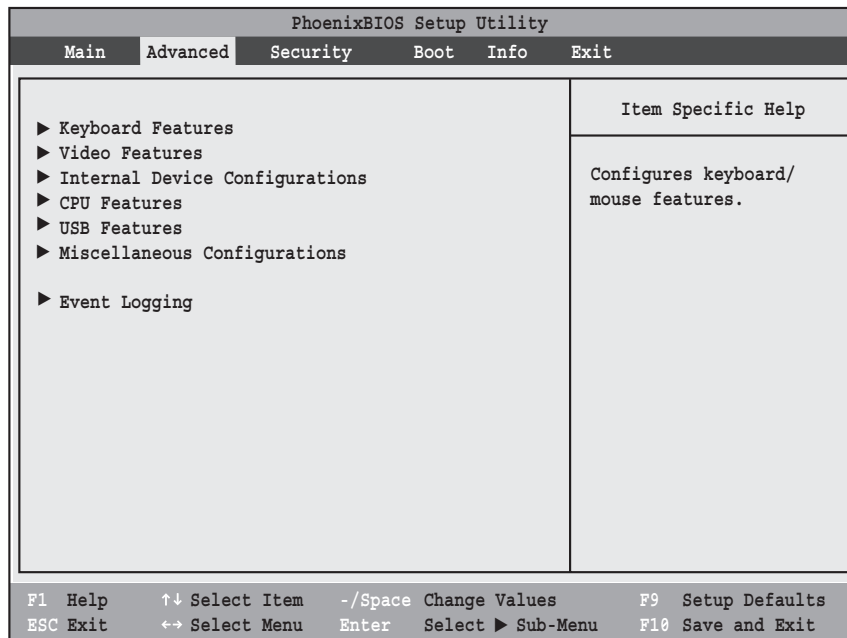 PhoenixBIOS Setup Utility
Main Advanced Security Boot Info Exit
▶ Keyboard Features
▶ Video Features
▶ Internal Device Configurations
▶ CPU Features
▶ USB Features
▶ Miscellaneous Configurations
▶ Event Logging
Item Specific Help
Configures keyboard/
mouse features.
F1 Help ↑↓ Select Item -/Space Change Values F9 Setup Defaults
ESC Exit ←→ Select Menu Enter Select ▶ Sub-Menu F10 Save and Exit